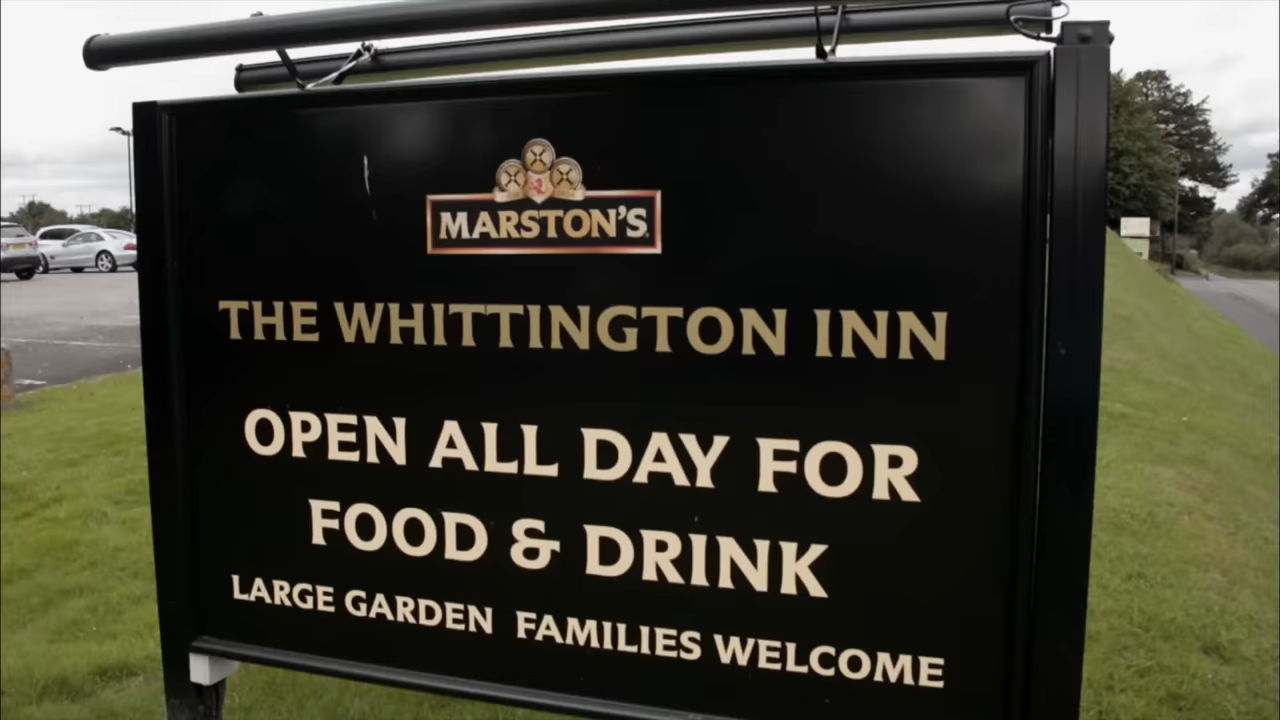 MARSTON'S
THE WHITTINGTON INN
OPEN ALL DAY FOR
FOOD & DRINK
LARGE GARDEN FAMILIES WELCOME